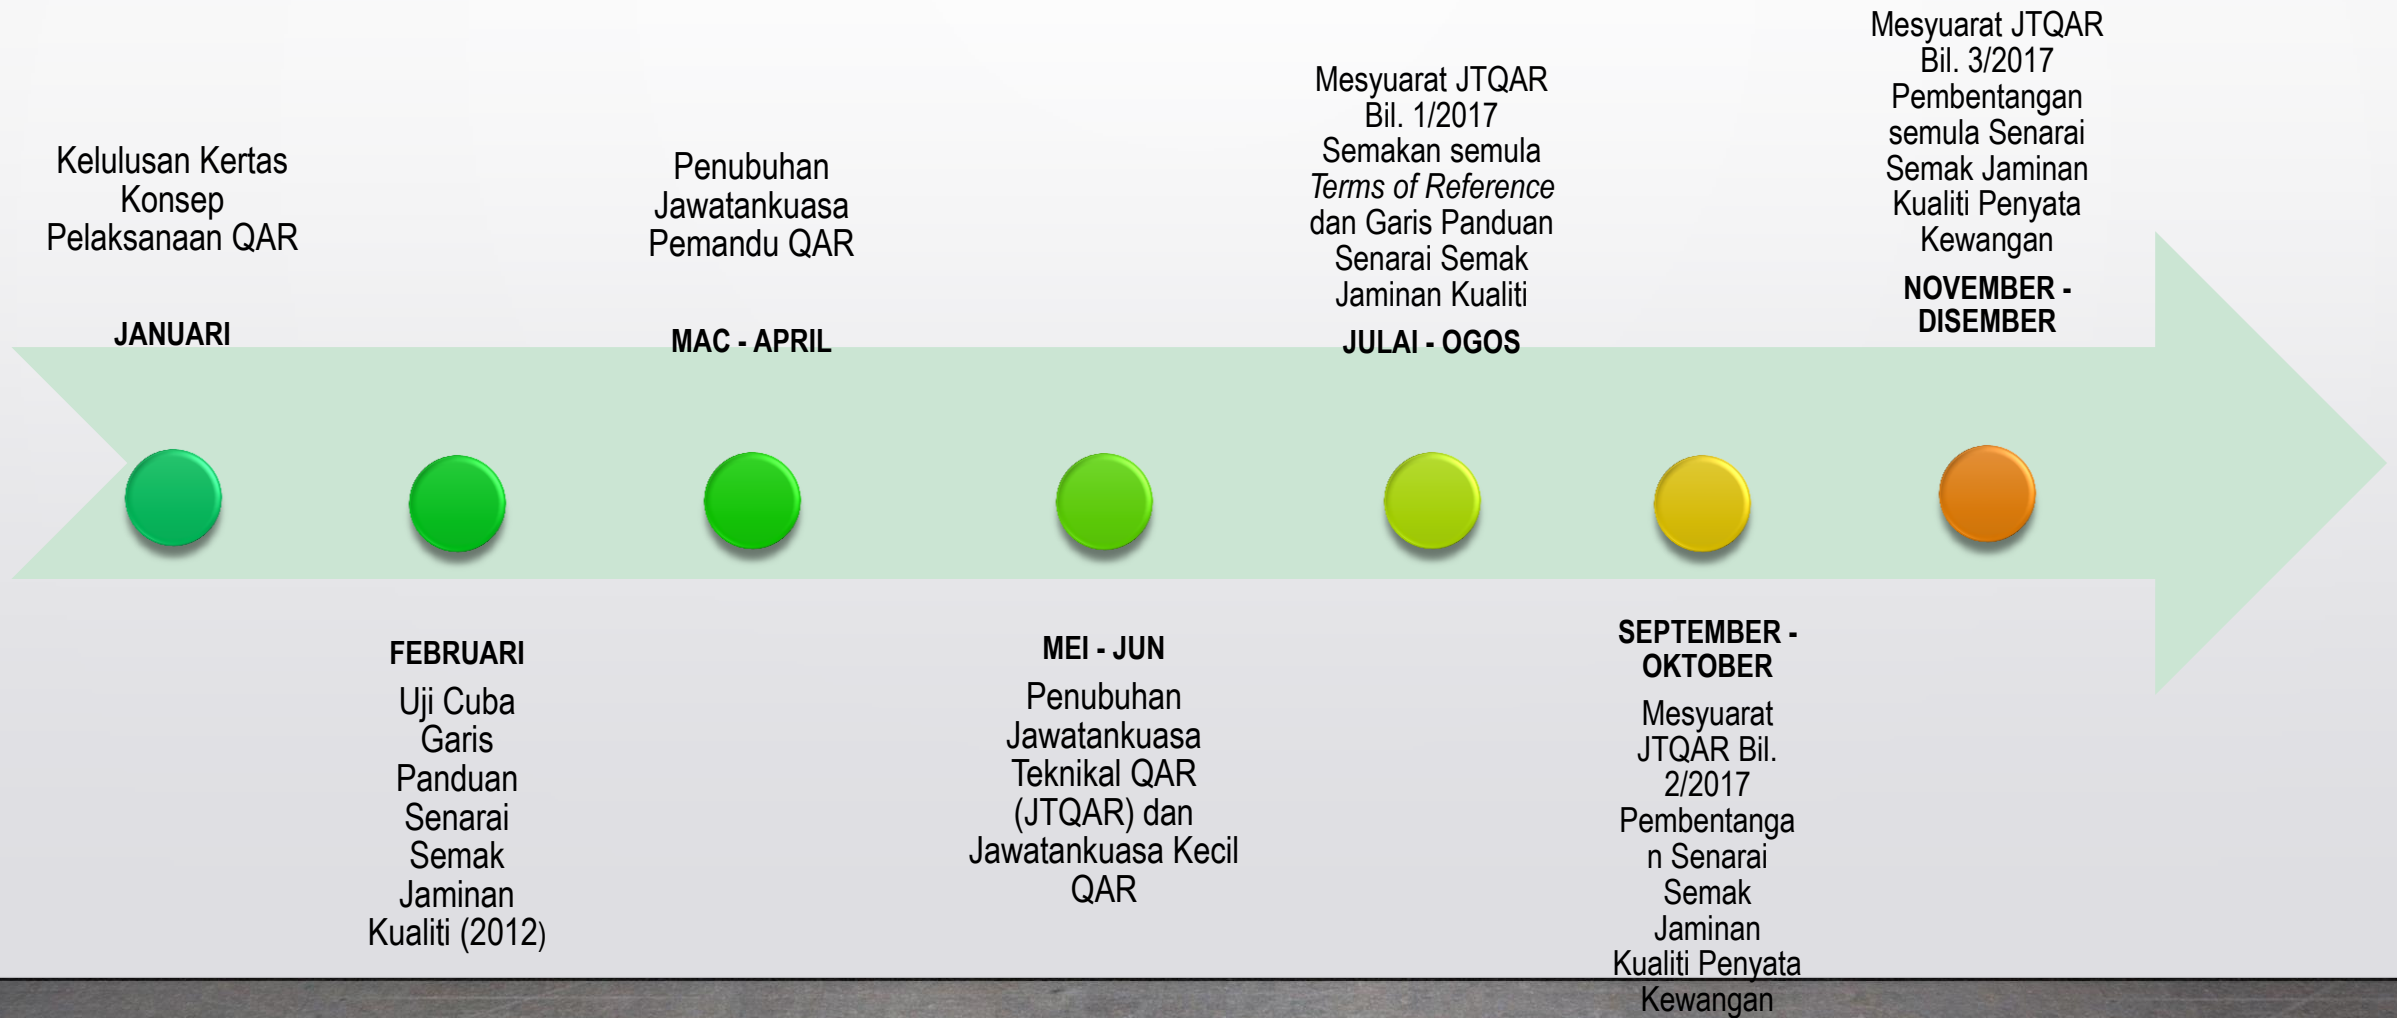 Kelulusan Kertas
Konsep
Pelaksanaan QAR
JANUARI
FEBRUARI
Uji Cuba
Garis
Panduan
Senarai
Semak
Jaminan
Kualiti (2012)
Penubuhan
Jawatankuasa
Pemandu QAR
MAC - APRIL
MEI - JUN
Penubuhan
Jawatankuasa
Teknikal QAR
(JTQAR) dan
Jawatankuasa Kecil
QAR
Mesyuarat JTQAR
Bil. 1/2017
Semakan semula
Terms of Reference
dan Garis Panduan
Senarai Semak
Jaminan Kualiti
JULAI - OGOS
SEPTEMBER -
OKTOBER
Mesyuarat
JTQAR Bil.
2/2017
Pembentanga
n Senarai
Semak
Jaminan
Kualiti Penyata
Kewangan
Mesyuarat JTQAR
Bil. 3/2017
Pembentangan
semula Senarai
Semak Jaminan
Kualiti Penyata
Kewangan
NOVEMBER -
DISEMBER